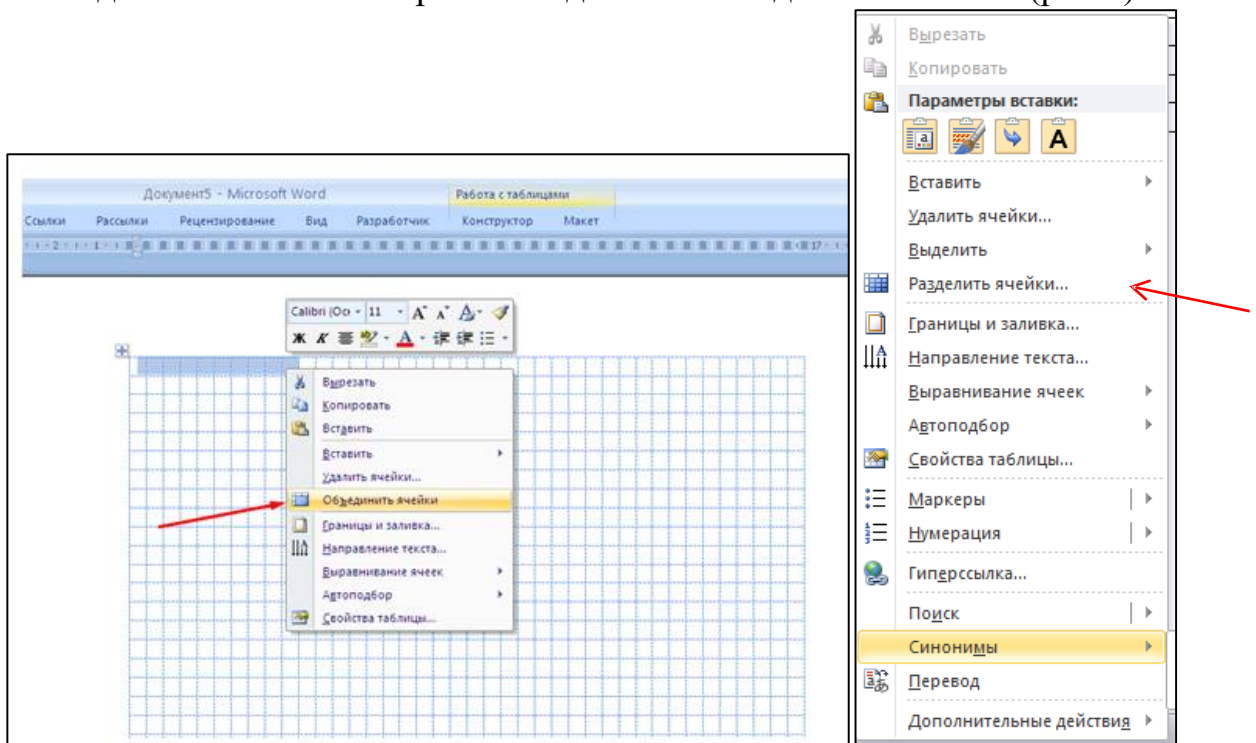 Документ5 - Microsoft Word
Работа с таблицами
Ссылки Рассылки Рецензирование Вид Разработчик Конструктор Макет
Calibri (Осн 11
Ж К
Вырезать
Копировать
Вставить
Вставить
Удалить ячейки...
Объединить ячейки
Границы и заливка...
Направление текста...
Выравнивание ячеек
Автоподбор
Свойства таблицы...
Вырезать
Копировать
Параметры вставки:
Вставить
Удалить ячейки...
Выделить
Разделить ячейки...
Границы и заливка...
Направление текста...
Выравнивание ячеек
Автоподбор
Свойства таблицы...
Маркеры
Нумерация
Гиперссылка...
Поиск
Синонимы
Перевод
Дополнительные действия